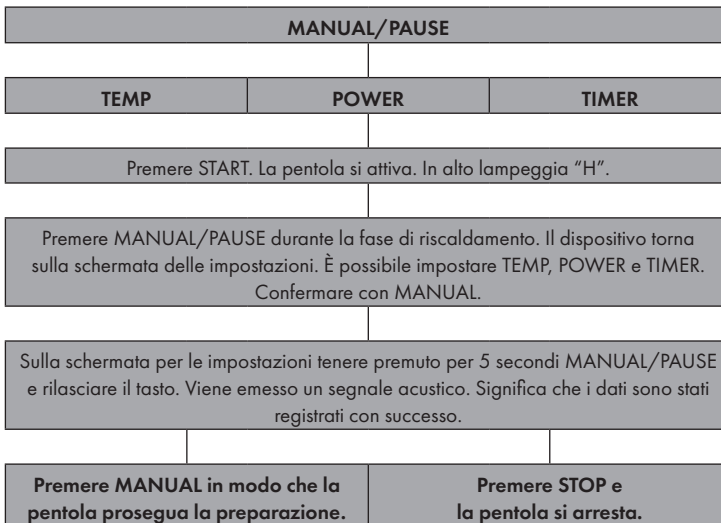 MANUAL/PAUSE
TEMP
POWER
TIMER
Premere START. La pentola si attiva. In alto lampeggia “H”.
Premere MANUAL/PAUSE durante la fase di riscaldamento. Il dispositivo torna
sulla schermata delle impostazioni. È possibile impostare TEMP, POWER e TIMER.
Confermare con MANUAL.
Sulla schermata per le impostazioni tenere premuto per 5 secondi MANUAL/PAUSE
e rilasciare il tasto. Viene emesso un segnale acustico. Significa che i dati sono stati
registrati con successo.
Premere MANUAL in modo che la
pentola prosegua la preparazione.
Premere STOP e
la pentola si arresta.